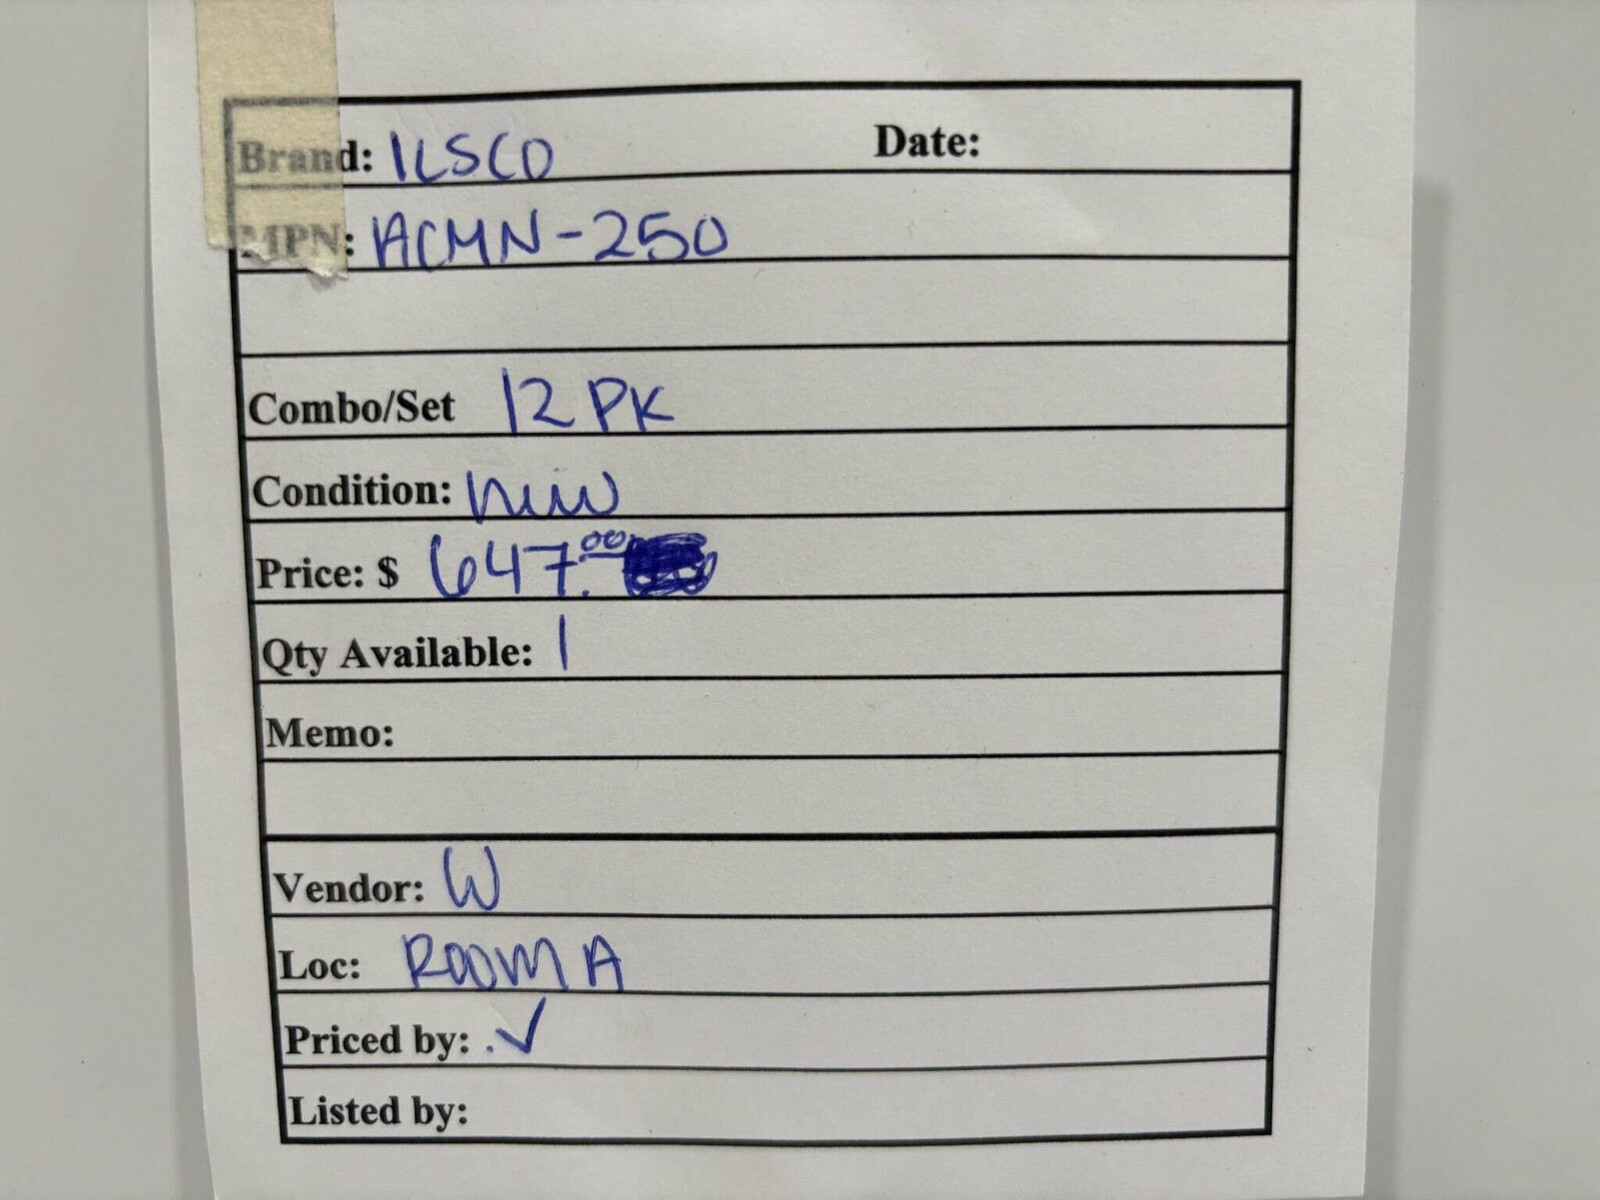 Brand: ILSCO Date:
MPN: ACMN-250
Combo/Set 12 PK
Condition: new
Price: $ 647.00
Qty Available: 1
Memo:
Vendor: W
Loc: ROOM A
Priced by: . ✓
Listed by: